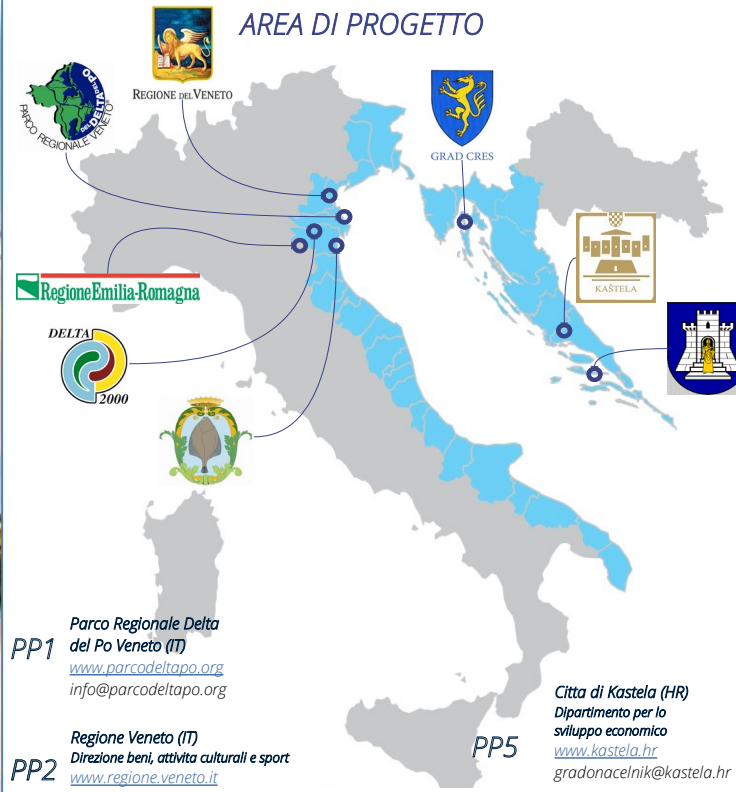 AREA DI PROGETTO
REGIONE DEL VENETO
PARCO REGIONALE VENETO
DEL DELTA DEL PO
GRAD CRES
KAŠTELA
RegioneEmilia-Romagna
DELTA
2000
PP1
Parco Regionale Delta
del Po Veneto (IT)
www.parcodeltapo.org
info@parcodeltapo.org
PP2
Regione Veneto (IT)
Direzione beni, attivita culturali e sport
www.regione.veneto.it
PP5
Citta di Kastela (HR)
Dipartimento per lo
sviluppo economico
www.kastela.hr
gradonacelnik@kastela.hr